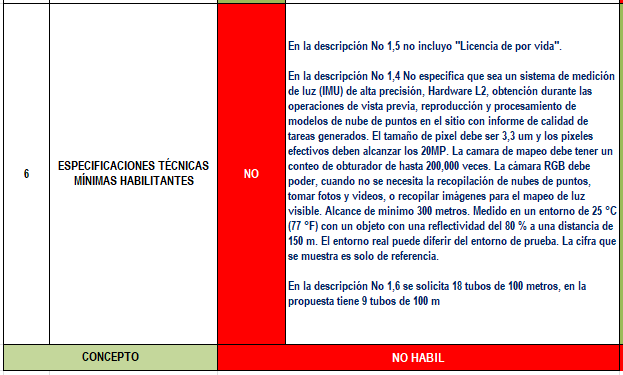 En la descripción No 1,5 no incluyo "Licencia de por vida".
En la descripción No 1,4 No especifica que sea un sistema de medición
de luz (IMU) de alta precisión, Hardware L2, obtención durante las
operaciones de vista previa, reproducción y procesamiento de
modelos de nube de puntos en el sitio con informe de calidad de
tareas generados. El tamaño de pixel debe ser 3,3 um y los pixeles
efectivos deben alcanzar los 20MP. La camara de mapeo debe tener un
conteo de obturador de hasta 200,000 veces. La cámara RGB debe
poder, cuando no se necesita la recopilación de nubes de puntos,
tomar fotos y videos, o recopilar imágenes para el mapeo de luz
visible. Alcance de minimo 300 metros. Medido en un entorno de 25 °C
(77 °F) con un objeto con una reflectividad del 80 % a una distancia de
150 m. El entorno real puede diferir del entorno de prueba. La cifra que
se muestra es solo de referencia.
En la descripción No 1,6 se solicita 18 tubos de 100 metros, en la
propuesta tiene 9 tubos de 100 m
6
ESPECIFICACIONES TÉCNICAS
MÍNIMAS HABILITANTES
NO
CONCEPTO
NO HABIL